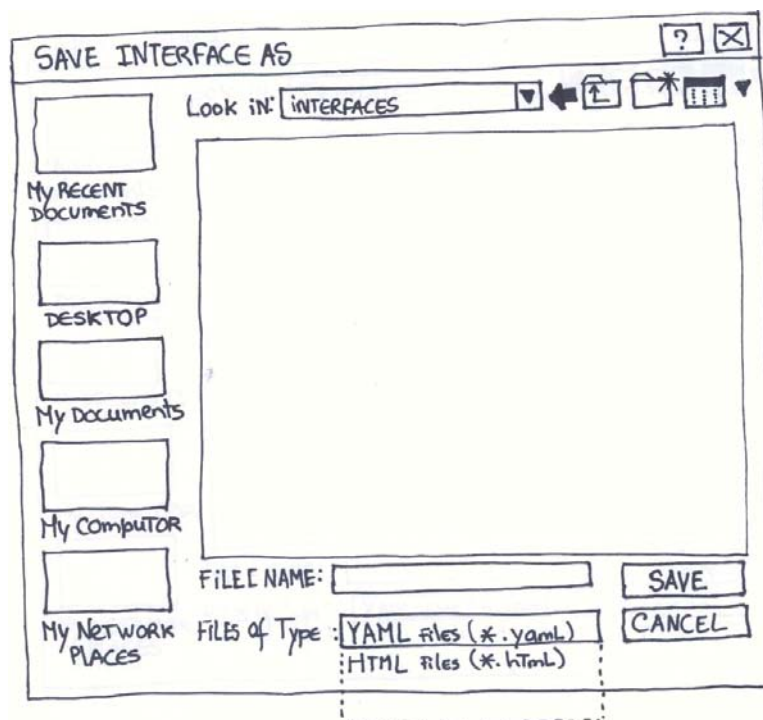 SAVE INTERFACE AS ? X
Look iN: iNTERFACES
My RECENT
DOCUMENTS
DESKTOP
My Documents
My COmpuTOR
My NETWORK
PLACES
FiLE[ NAME:
SAVE
FiLES of Type : YAML Files (*.yamL)
HTML Files (*.hTmL)
CANCEL